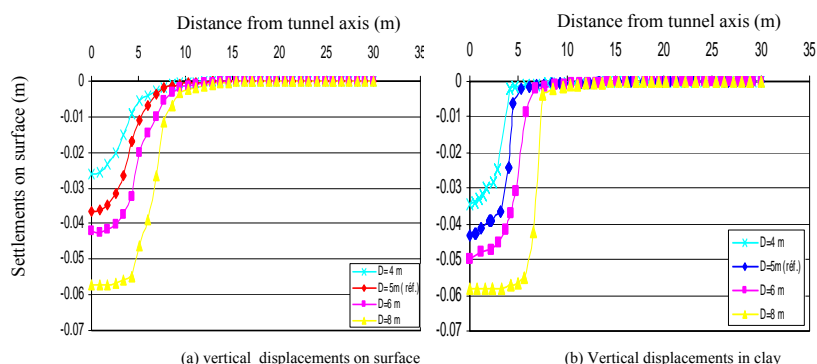 Distance from tunnel axis (m)
0 5 10 15 20 25 30 35
Settlements on surface (m)
0
-0.01
-0.02
-0.03
-0.04
-0.05
-0.06
-0.07
D=4 m
D=5m ( réf.)
D=6 m
D=8 m
(a) vertical displacements on surface
Distance from tunnel axis (m)
0 5 10 15 20 25 30 35
0
-0.01
-0.02
-0.03
-0.04
-0.05
-0.06
-0.07
D=4 m
D=5m ( réf.)
D=6 m
D=8 m
(b) Vertical displacements in clay